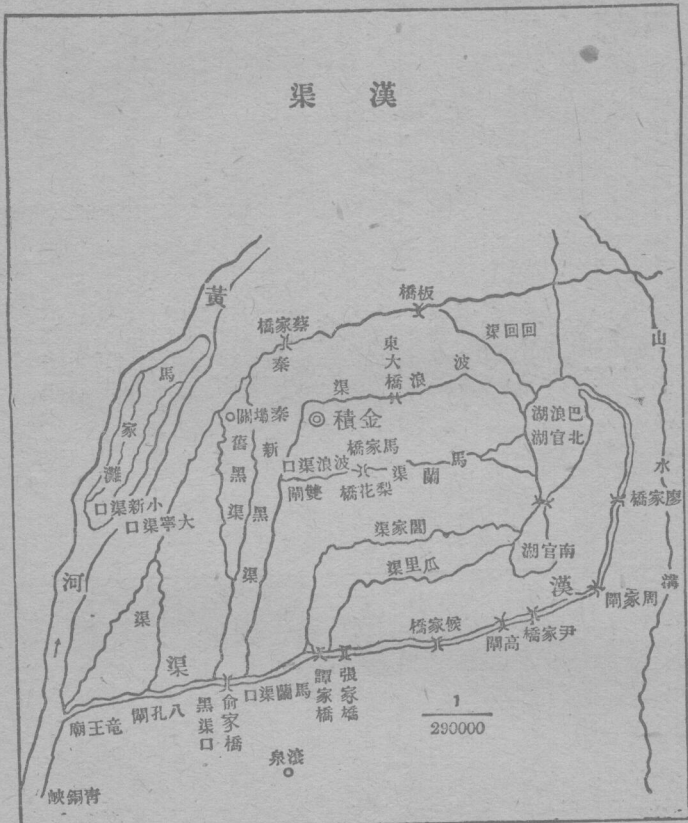 漢渠
黃河
板橋
蔡家橋
秦渠
東大橋
波浪渠
回回渠
山水溝
馬家灘
秦壩關
金積
巴浪湖
北官湖
馬家橋
波浪渠口
馬蘭渠
梨花橋
雙閘
舊黑渠
新黑渠
小新渠口
大寧渠口
廖家橋
閻家渠
南官湖
瓜里渠
漢渠
周家閘
尹家橋
高閘
候家橋
張家橋
譚家橋
馬蘭渠口
俞家橋
黑渠口
八孔閘
竜王廟
1
290000
滾泉
青銅峽